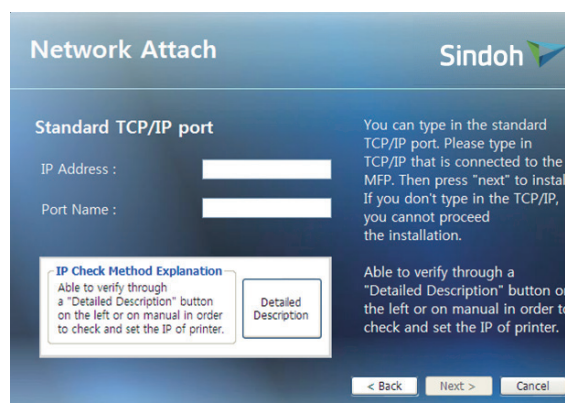 Network Attach
Sindoh
Standard TCP/IP port
IP Address :
Port Name :
IP Check Method Explanation
Able to verify through
a "Detailed Description" button
on the left or on manual in order
to check and set the IP of printer.
Detailed
Description
You can type in the standard
TCP/IP port. Please type in
TCP/IP that is connected to the
MFP. Then press "next" to instal
If you don't type in the TCP/IP,
you cannot proceed
the installation.
Able to verify through a
"Detailed Description" button o
the left or on manual in order to
check and set the IP of printer.
< Back
Next >
Cancel